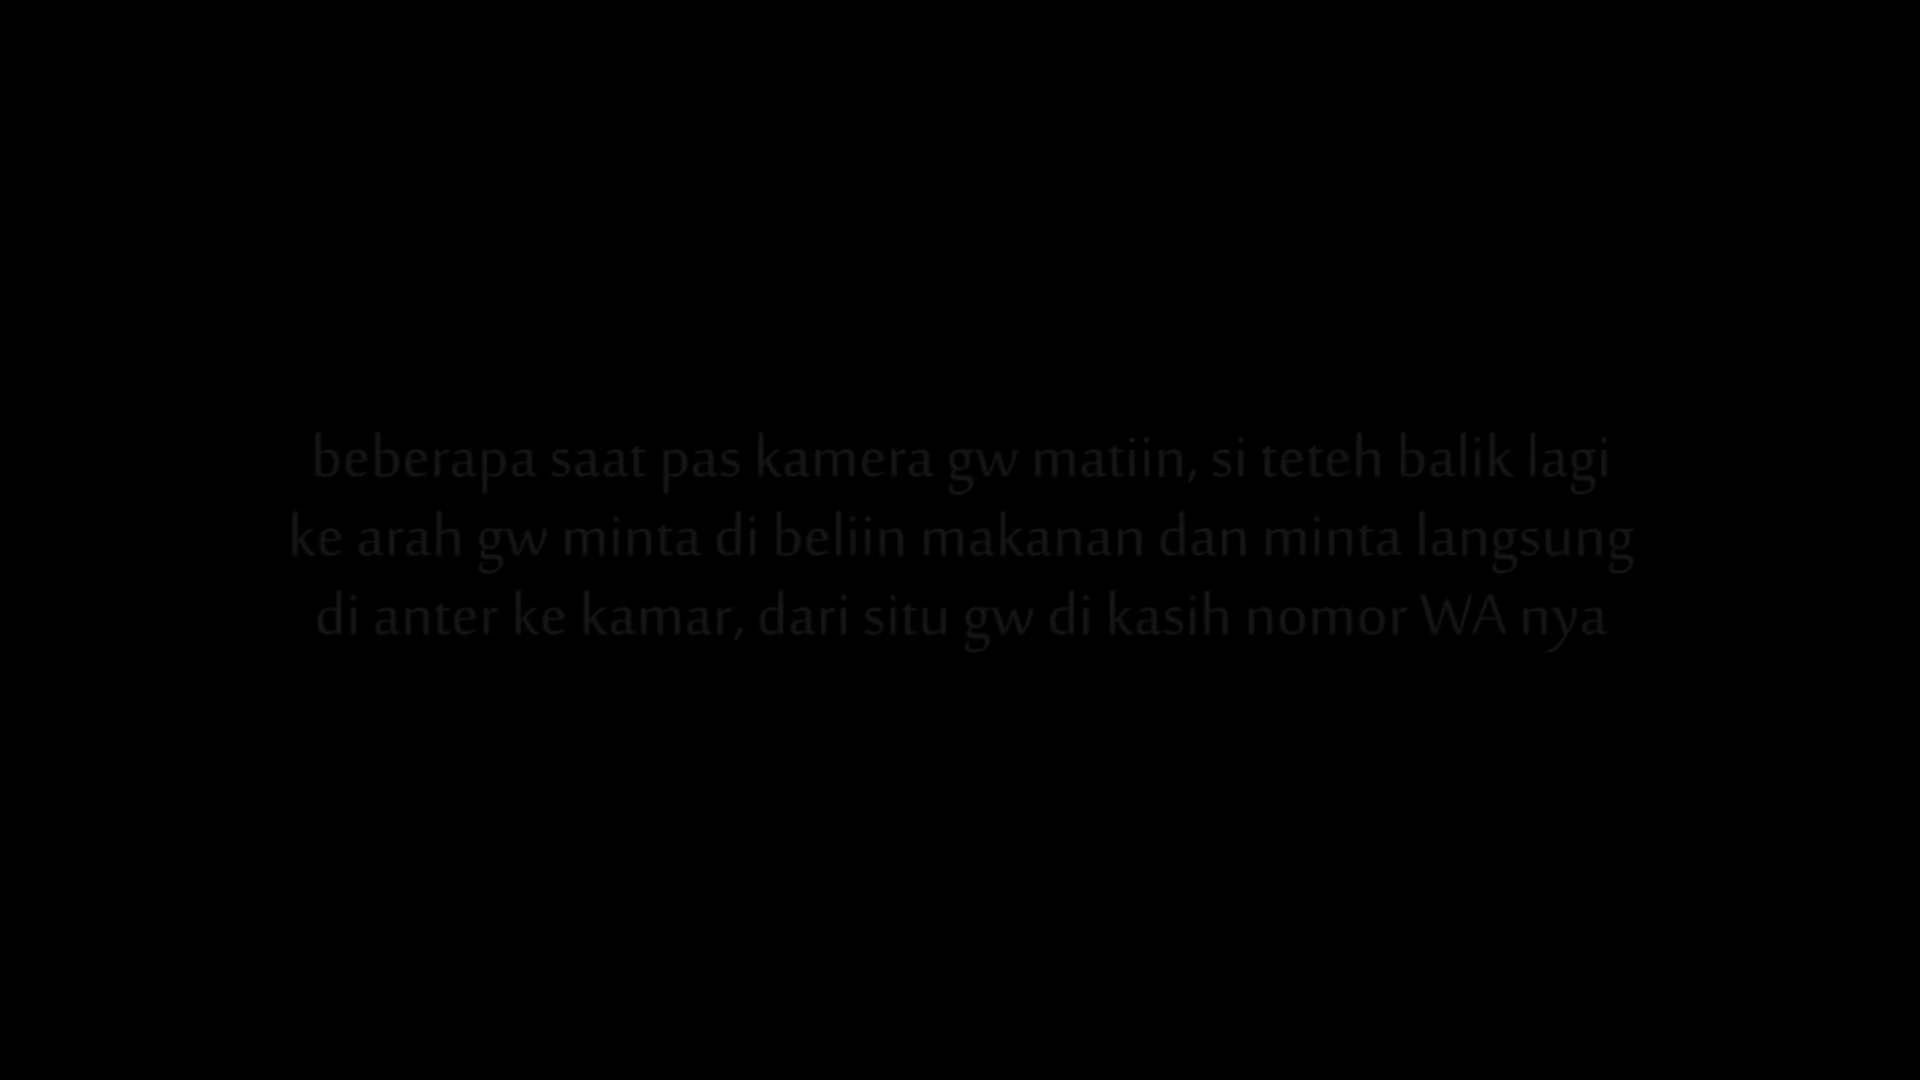 beberapa saat pas kamera gw matiin, si teteh balik lagi
ke arah gw minta di beliin makanan dan minta langsung
di anter ke kamar, dari situ gw di kasih nomor WA nya